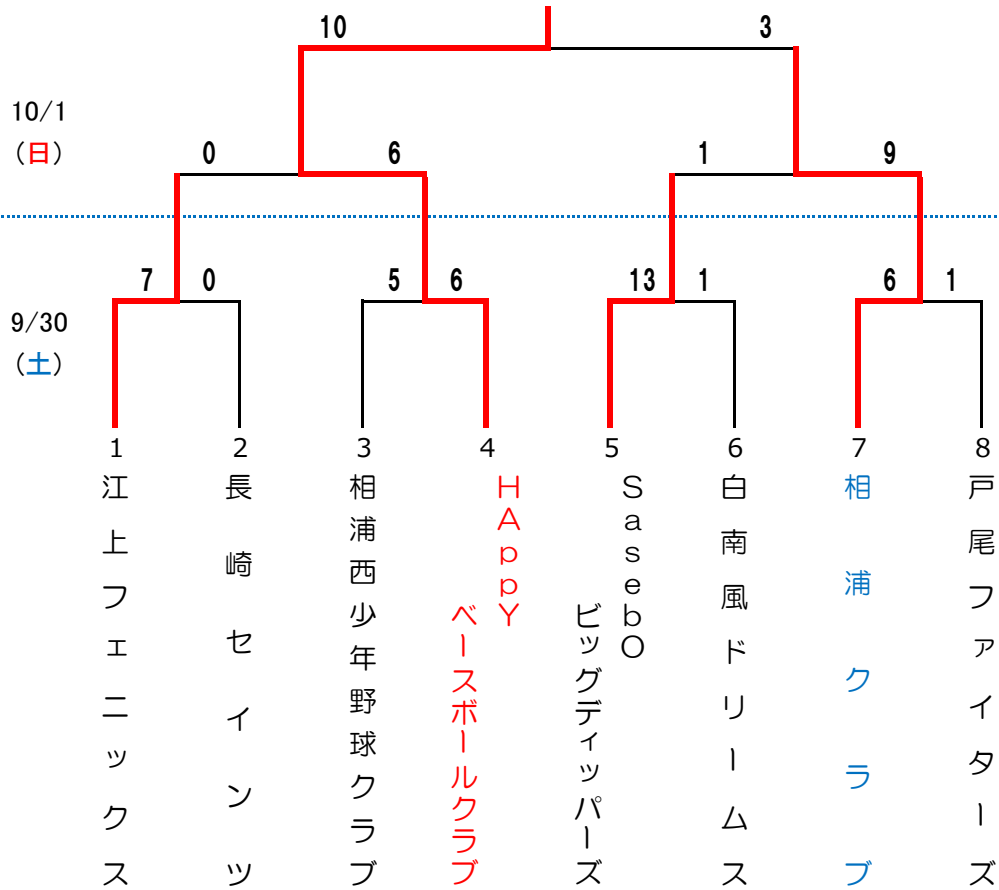 10 3
10/1
（日）
0 6 1 9
7 0 5 6 13 1 6 1
9/30
（土）
1 2 3 4 5 6 7 8
江上フェニックス
長崎セインツ
相浦西少年野球クラブ
HAppY
ベースボールクラブ
SasebO
ビッグディッパーズ
白南風ドリームス
相浦クラブ
戸尾ファイターズ